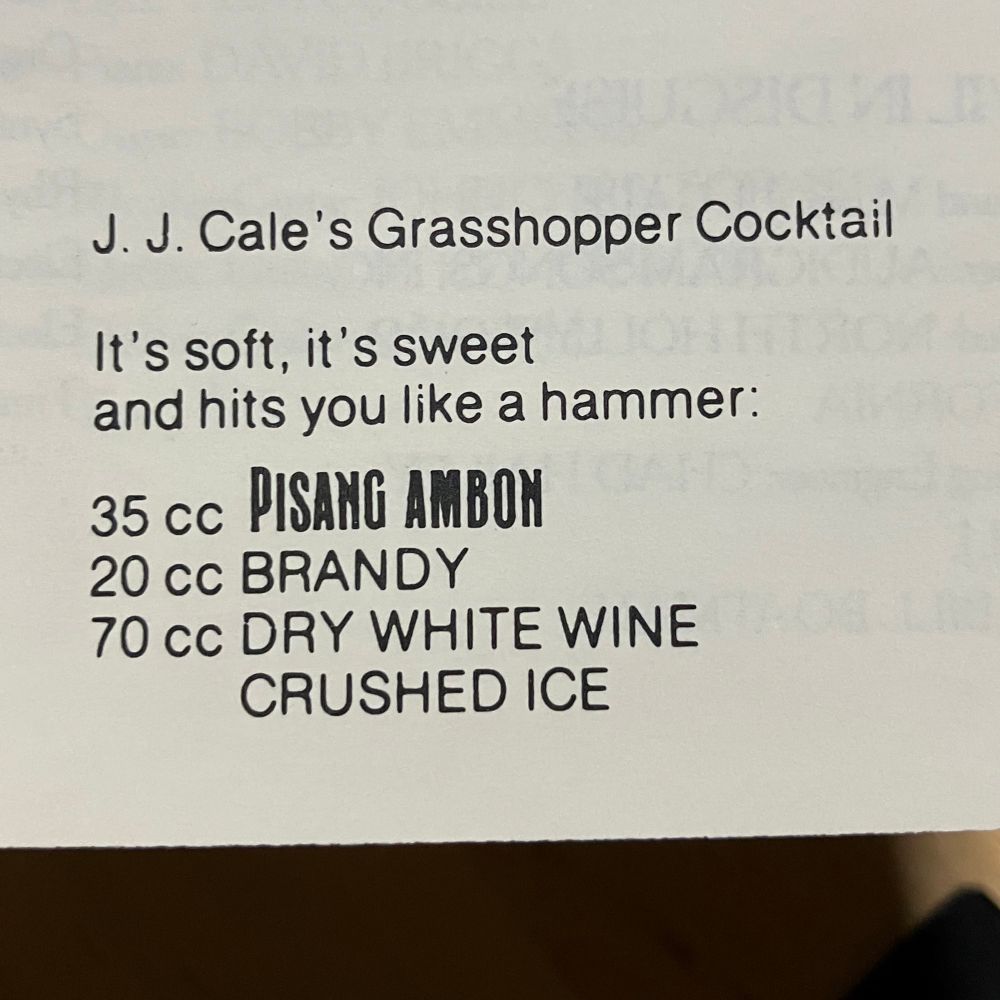 J. J. Cale's Grasshopper Cocktail
It's soft, it's sweet
and hits you like a hammer:
35 cc PISANG AMBON
20 cc BRANDY
70 cc DRY WHITE WINE
CRUSHED ICE